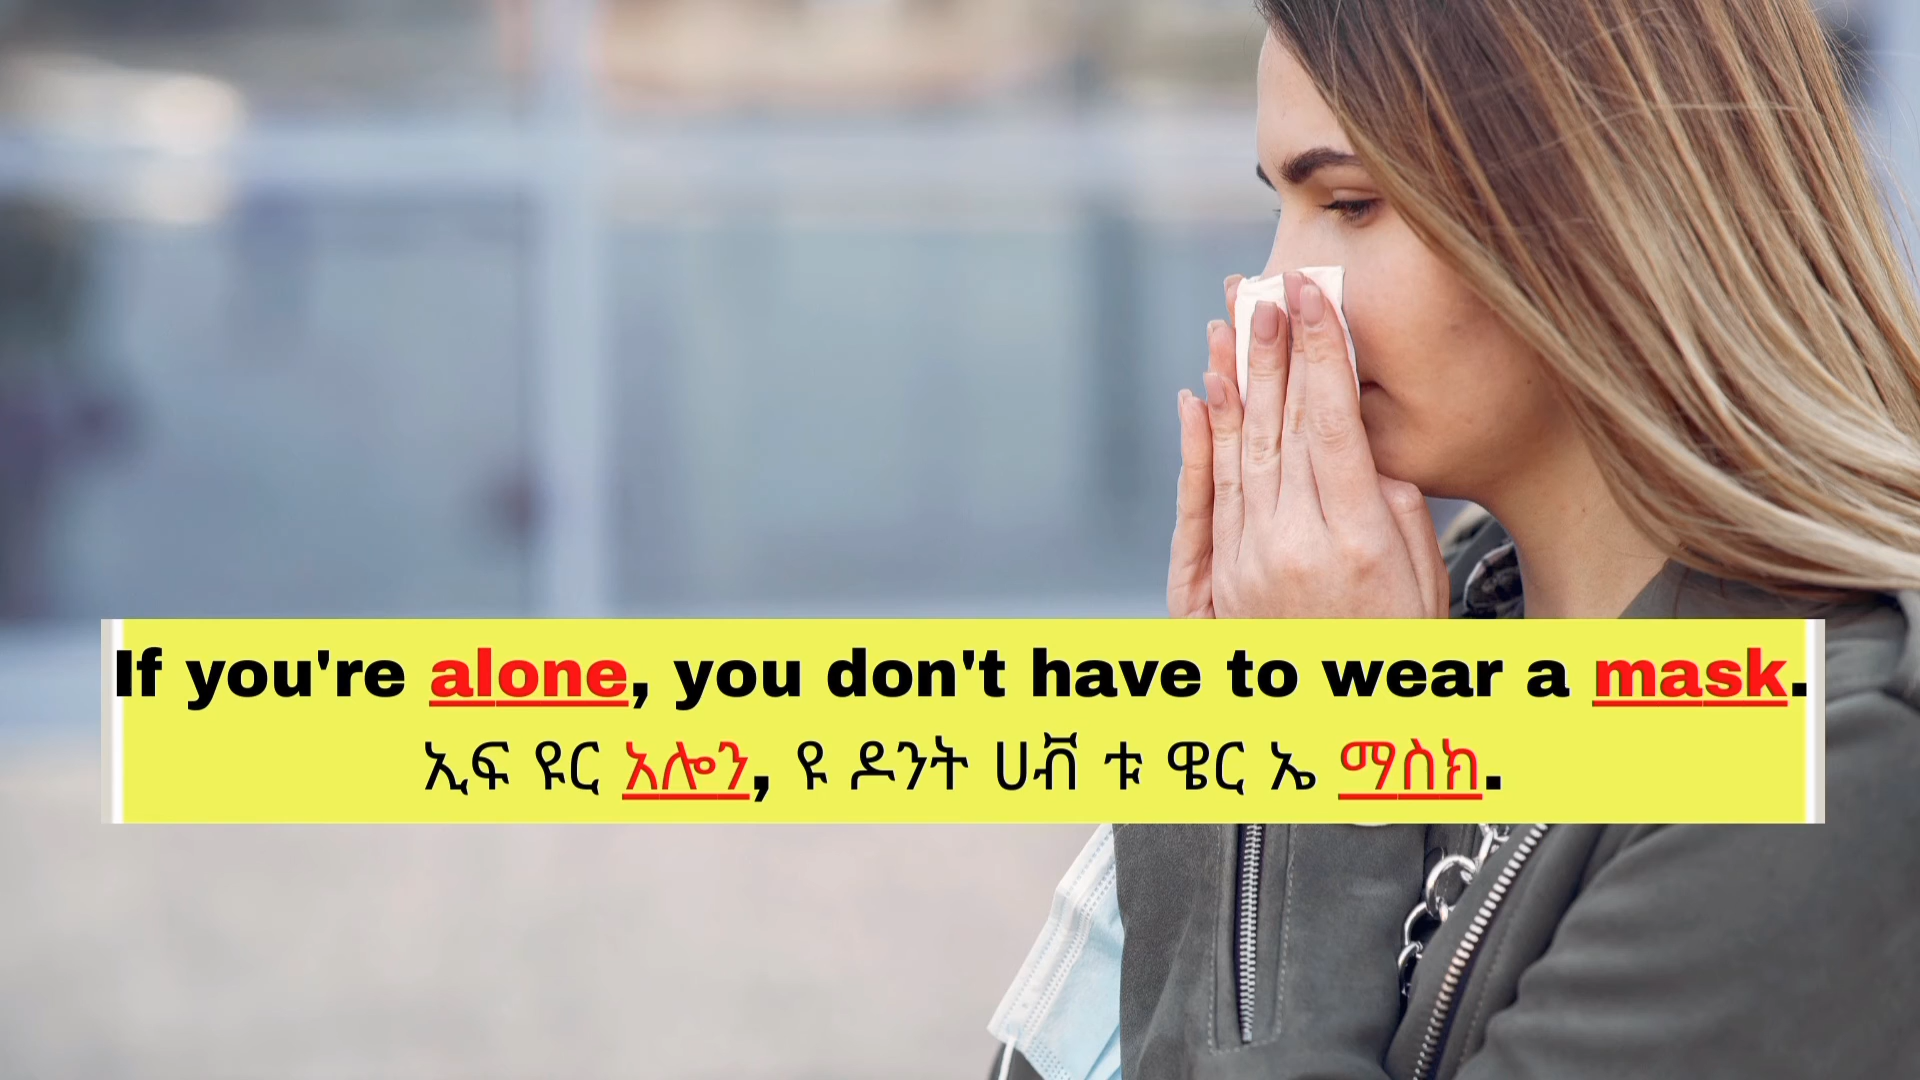 If you're alone, you don't have to wear a mask.
ኢፍ ዩር አሎን, ዩ ዶንት ሀቭ ቱ ዌር ኤ ማስክ.